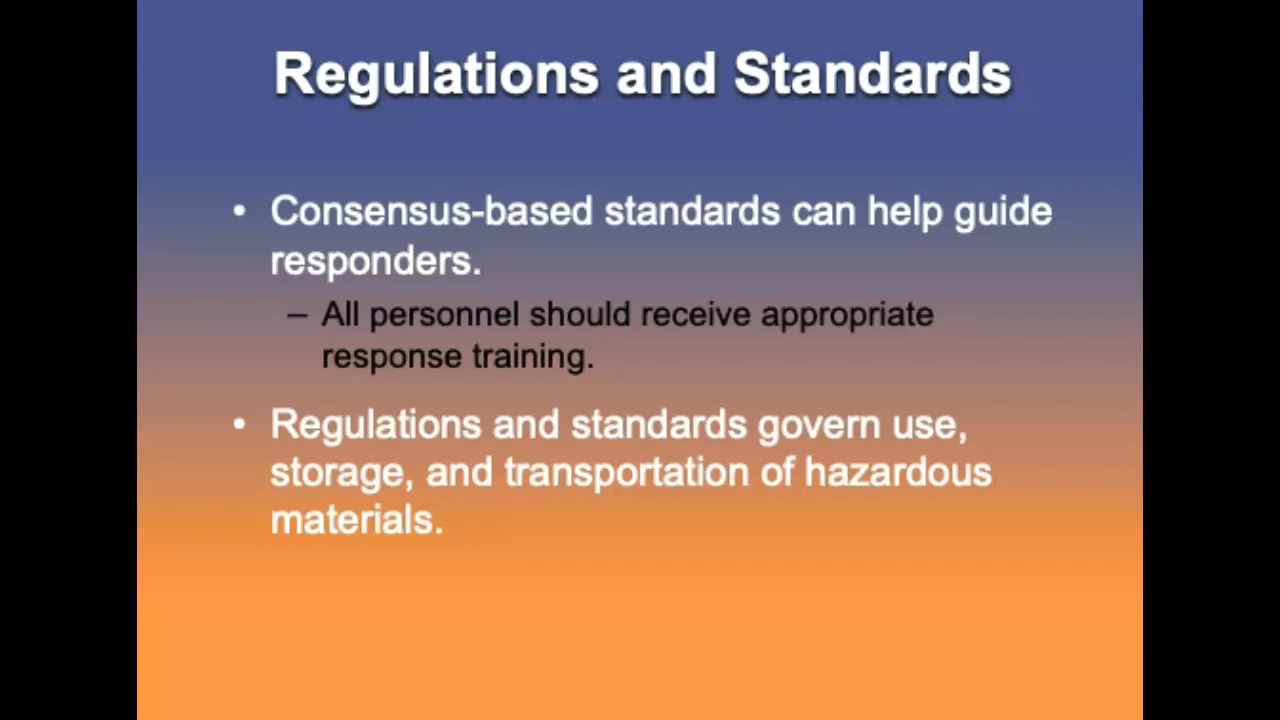 Regulations and Standards
• Consensus-based standards can help guide
responders.
– All personnel should receive appropriate
response training.
• Regulations and standards govern use,
storage, and transportation of hazardous
materials.